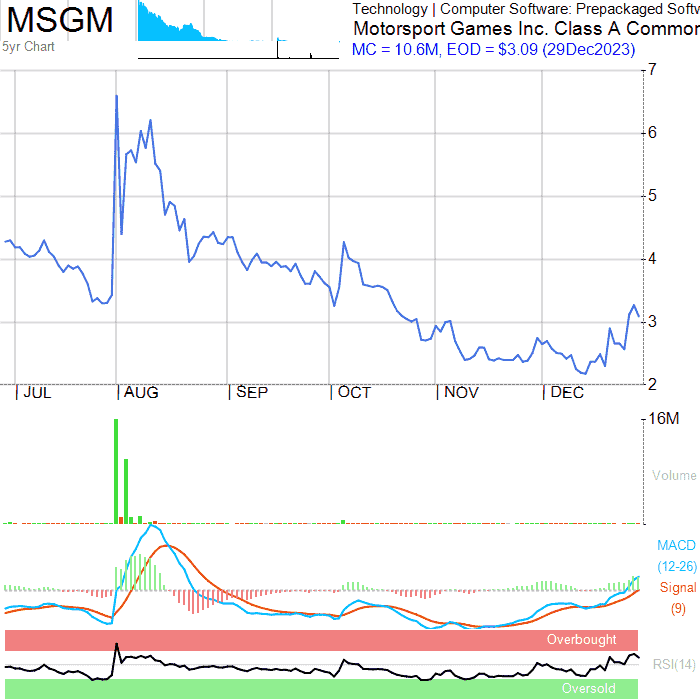 MSGM
5yr Chart
Technology | Computer Software: Prepackaged Softw
Motorsport Games Inc. Class A Common
MC = 10.6M, EOD = $3.09 (29Dec2023)
7
6
5
4
3
2
JUL AUG SEP OCT NOV DEC
16M
Volume
MACD
(12-26)
Signal
(9)
Overbought
RSI(14)
Oversold